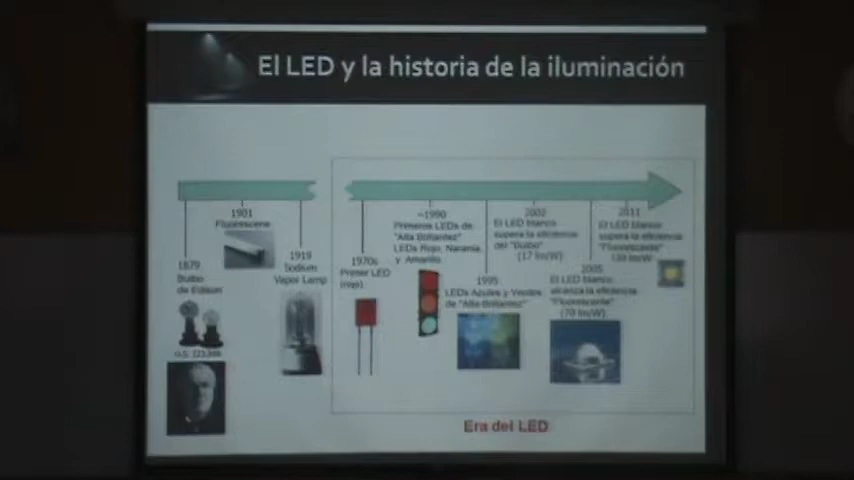 El LED y la historia de la iluminación
1879
Bulbo
de Edison
1901
Fluorescene
1919
Sodium
Vapor Lamp
1970s
Primer LED
(rojo)
~1990
Primeros LEDs de
"Alta Brillantez"
LEDs Rojo, Naranja
y Amarillo
1995
LEDs Azules y Verdes
de "Alta Brillantez"
2002
El LED blanco
supera la eficiencia
del "Bulbo"
(17 lm/W)
2005
El LED blanco
alcanza la eficiencia
"Fluorescente"
(70 lm/W)
2011
El LED blanco
supera la eficiencia
"Fluorescente"
Era del LED